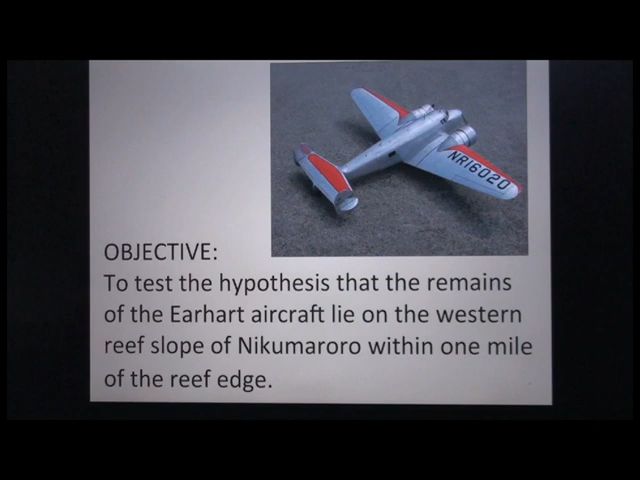 NR16020
OBJECTIVE:
To test the hypothesis that the remains
of the Earhart aircraft lie on the western
reef slope of Nikumaroro within one mile
of the reef edge.